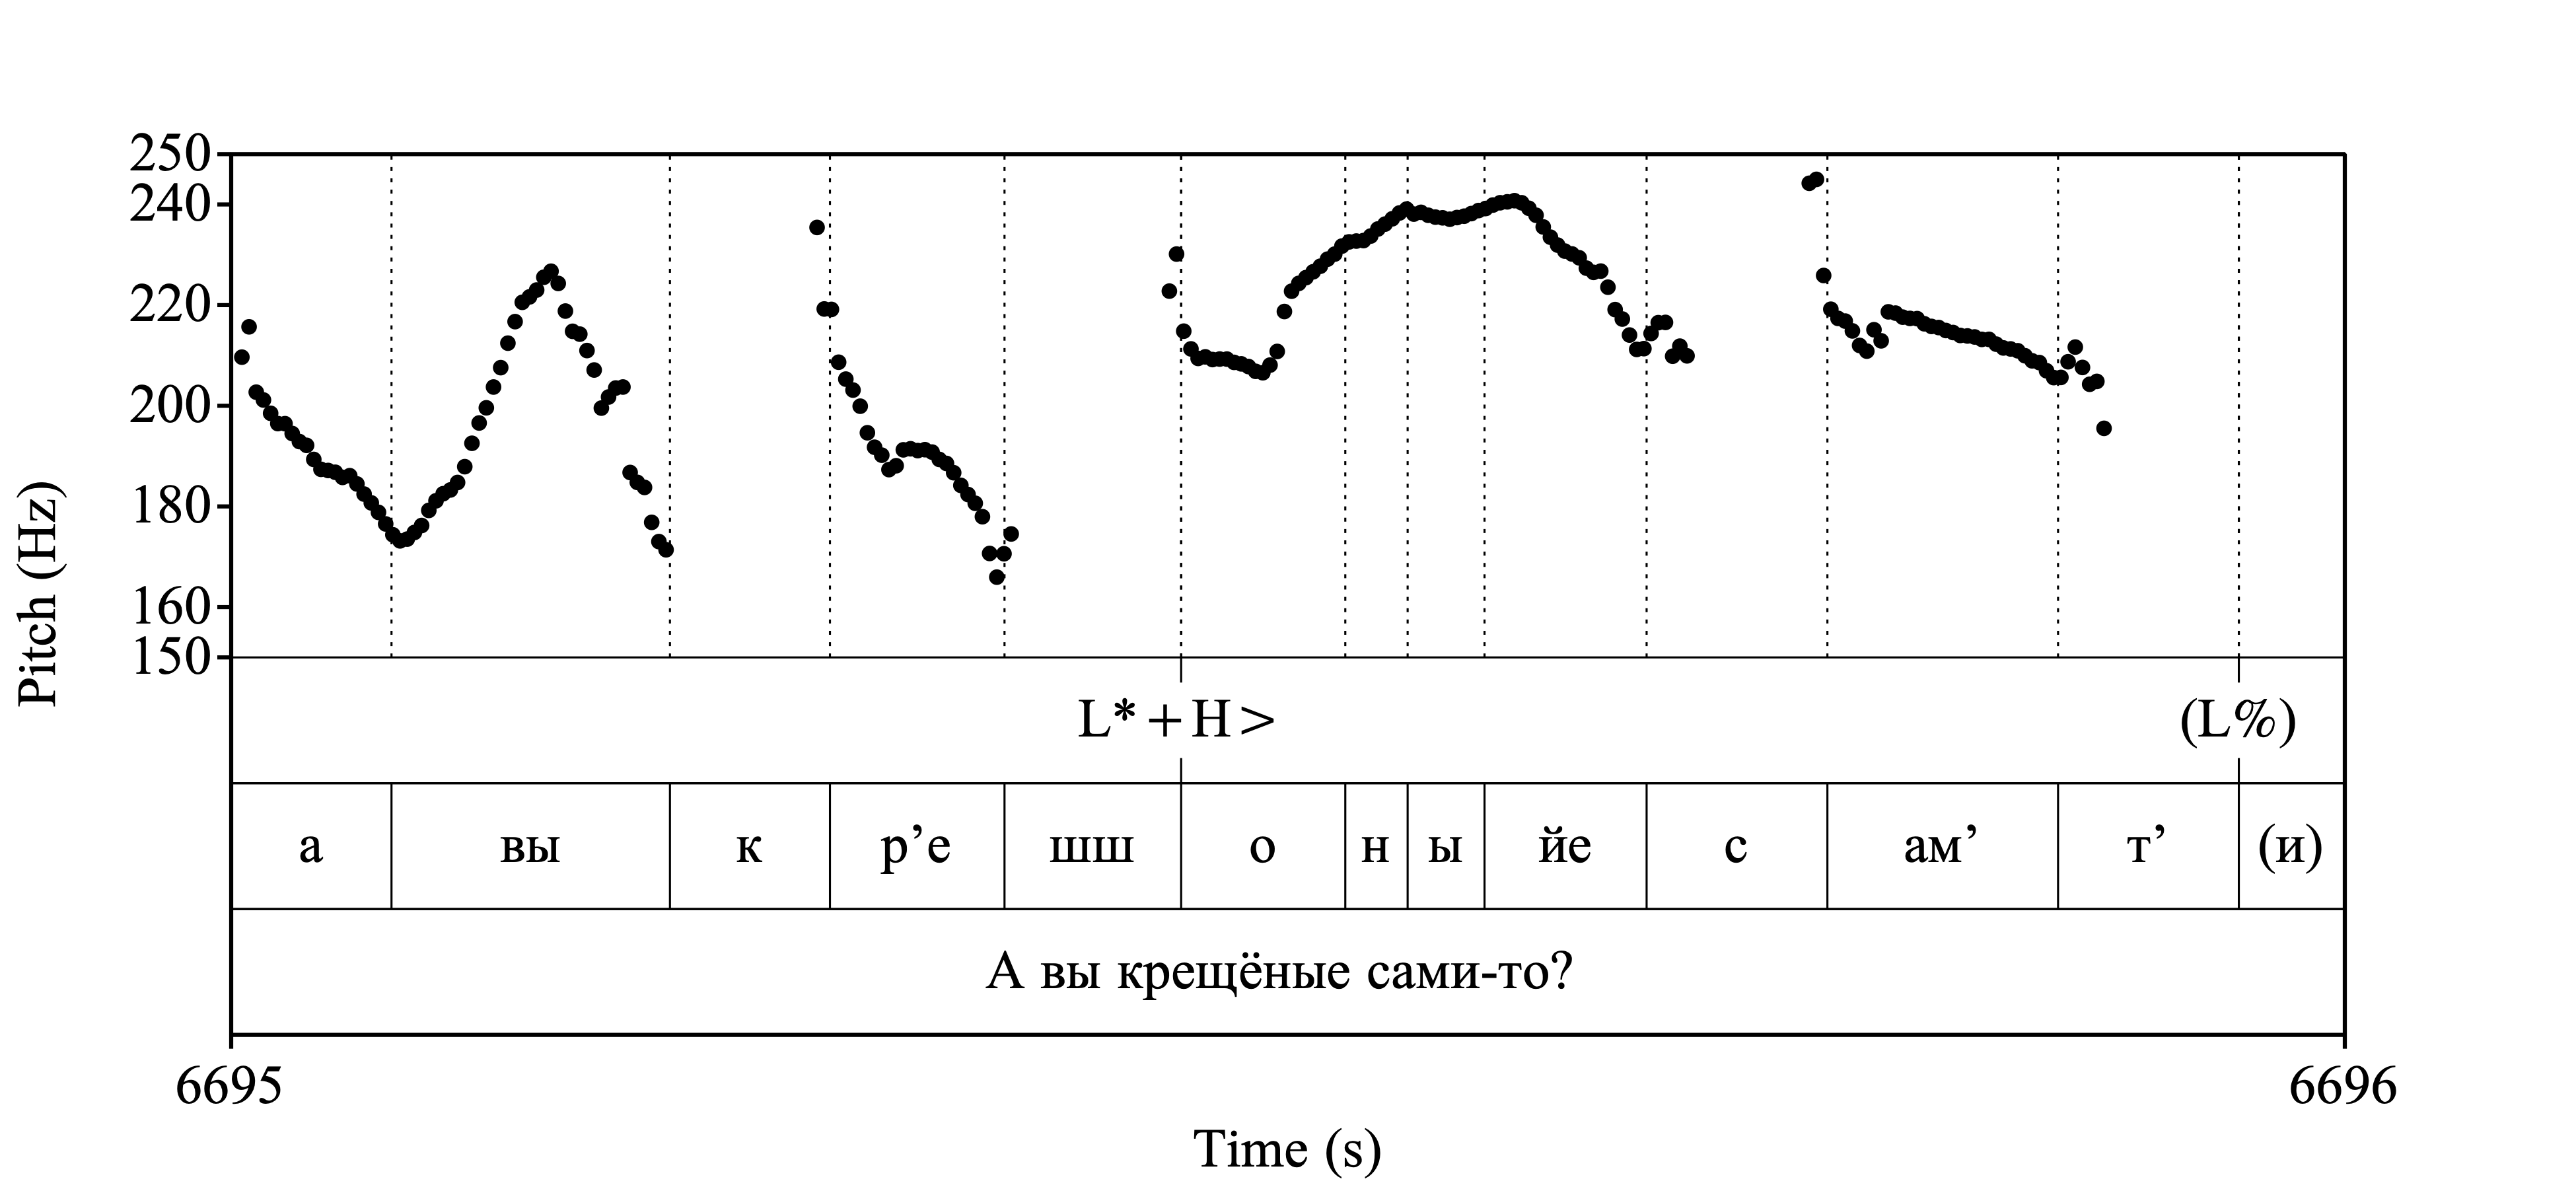 250
240
220
200
180
160
150
Pitch (Hz)
L*+H> (L%)
а вы к р’е шш о н ы йе с ам’ т’ (и)
А вы крещёные сами-то?
6695 6696
Time (s)